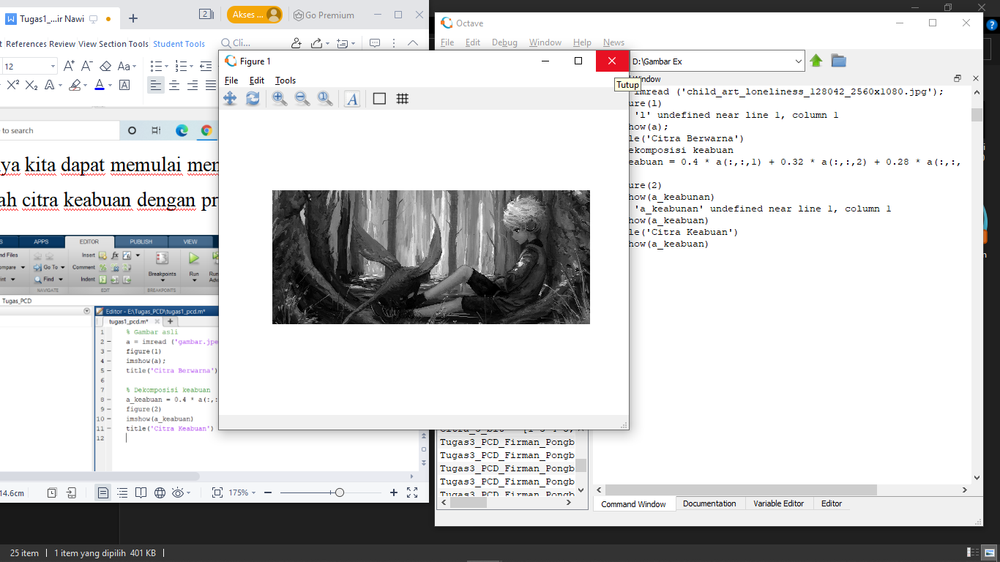 Tugas1_...ir Nawi
2
Akses ...
Go Premium
References Review View Section Tools Student Tools
Cli...
12
to search
ya kita dapat memulai men
ah citra keabuan dengan pr
APPS EDITOR PUBLISH VIEW
nd Files
Insert
Go To
Comment
Find
Indent
Breakpoints
Run
NAVIGATE
EDIT
BREAKPOINTS
Tugas_PCD
Editor - E:\Tugas_PCD\tugas1_pcd.m*
tugas1_pcd.m*
1 % Gambar asli
2 a = imread ('gambar.jpe
3 figure(1)
4 imshow(a);
5 title('Citra Berwarna')
6
7 % Dekomposisi keabuan
8 a_keabuan = 0.4 * a(:,:
9 figure(2)
10 imshow(a_keabuan)
11 title('Citra Keabuan')
12
14.6cm
175%
25 item
1 item yang dipilih 401 KB
Figure 1
File Edit Tools
Tutup
Octave
File Edit Debug Window Help News
D:\Gambar Ex
Window
imread ('child_art_loneliness_128042_2560x1080.jpg');
ure(1)
'1' undefined near line 1, column 1
how(a);
le('Citra Berwarna')
ekomposisi keabuan
eabuan = 0.4 * a(:,:,1) + 0.32 * a(:,:,2) + 0.28 * a(:,:,
ure(2)
how(a_keabunan)
'a_keabunan' undefined near line 1, column 1
how(a_keabuan)
le('Citra Keabuan')
how(a_keabuan)
Tugas3_PCD_Firman_Pongb
Tugas3_PCD_Firman_Pongb
Tugas3_PCD_Firman_Pongb
Tugas3_PCD_Firman_Pongb
Tugas3_PCD_Firman_Pongb
Command Window Documentation Variable Editor Editor